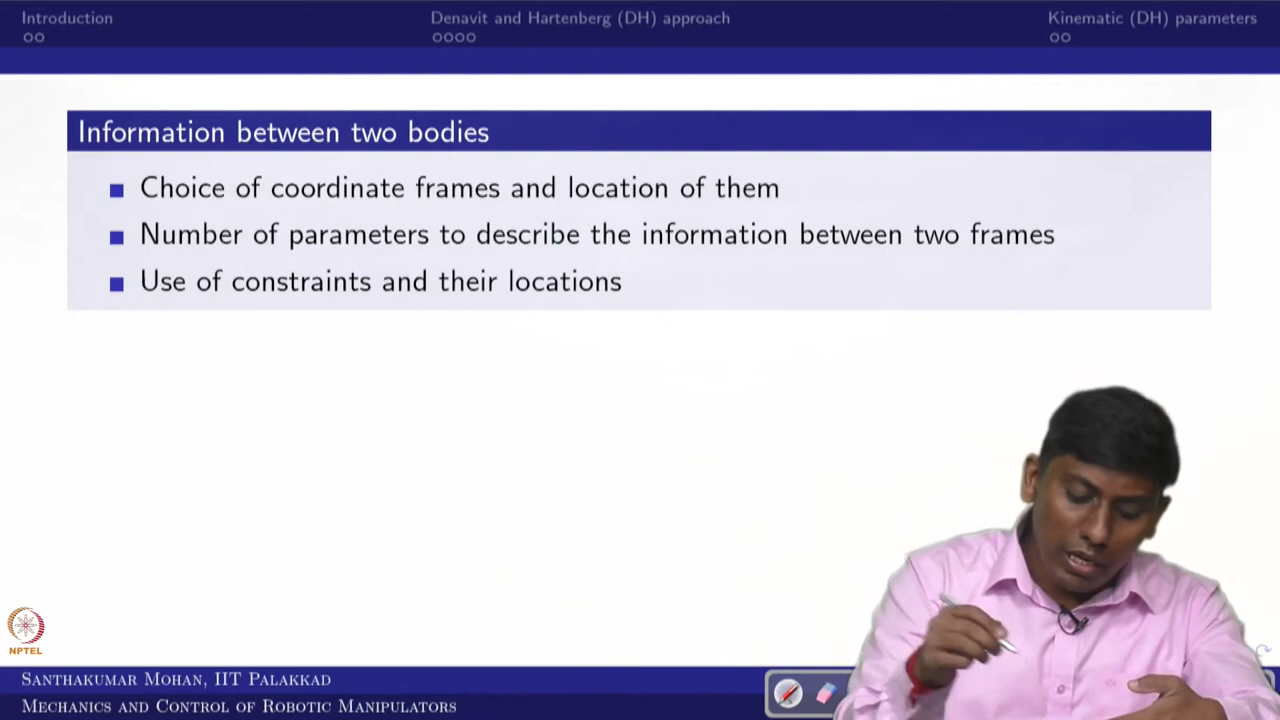 Introduction
Denavit and Hartenberg (DH) approach
Kinematic (DH) parameters
Information between two bodies
Choice of coordinate frames and location of them
Number of parameters to describe the information between two frames
Use of constraints and their locations
NPTEL
Santhakumar Mohan, IIT Palakkad
Mechanics and Control of Robotic Manipulators